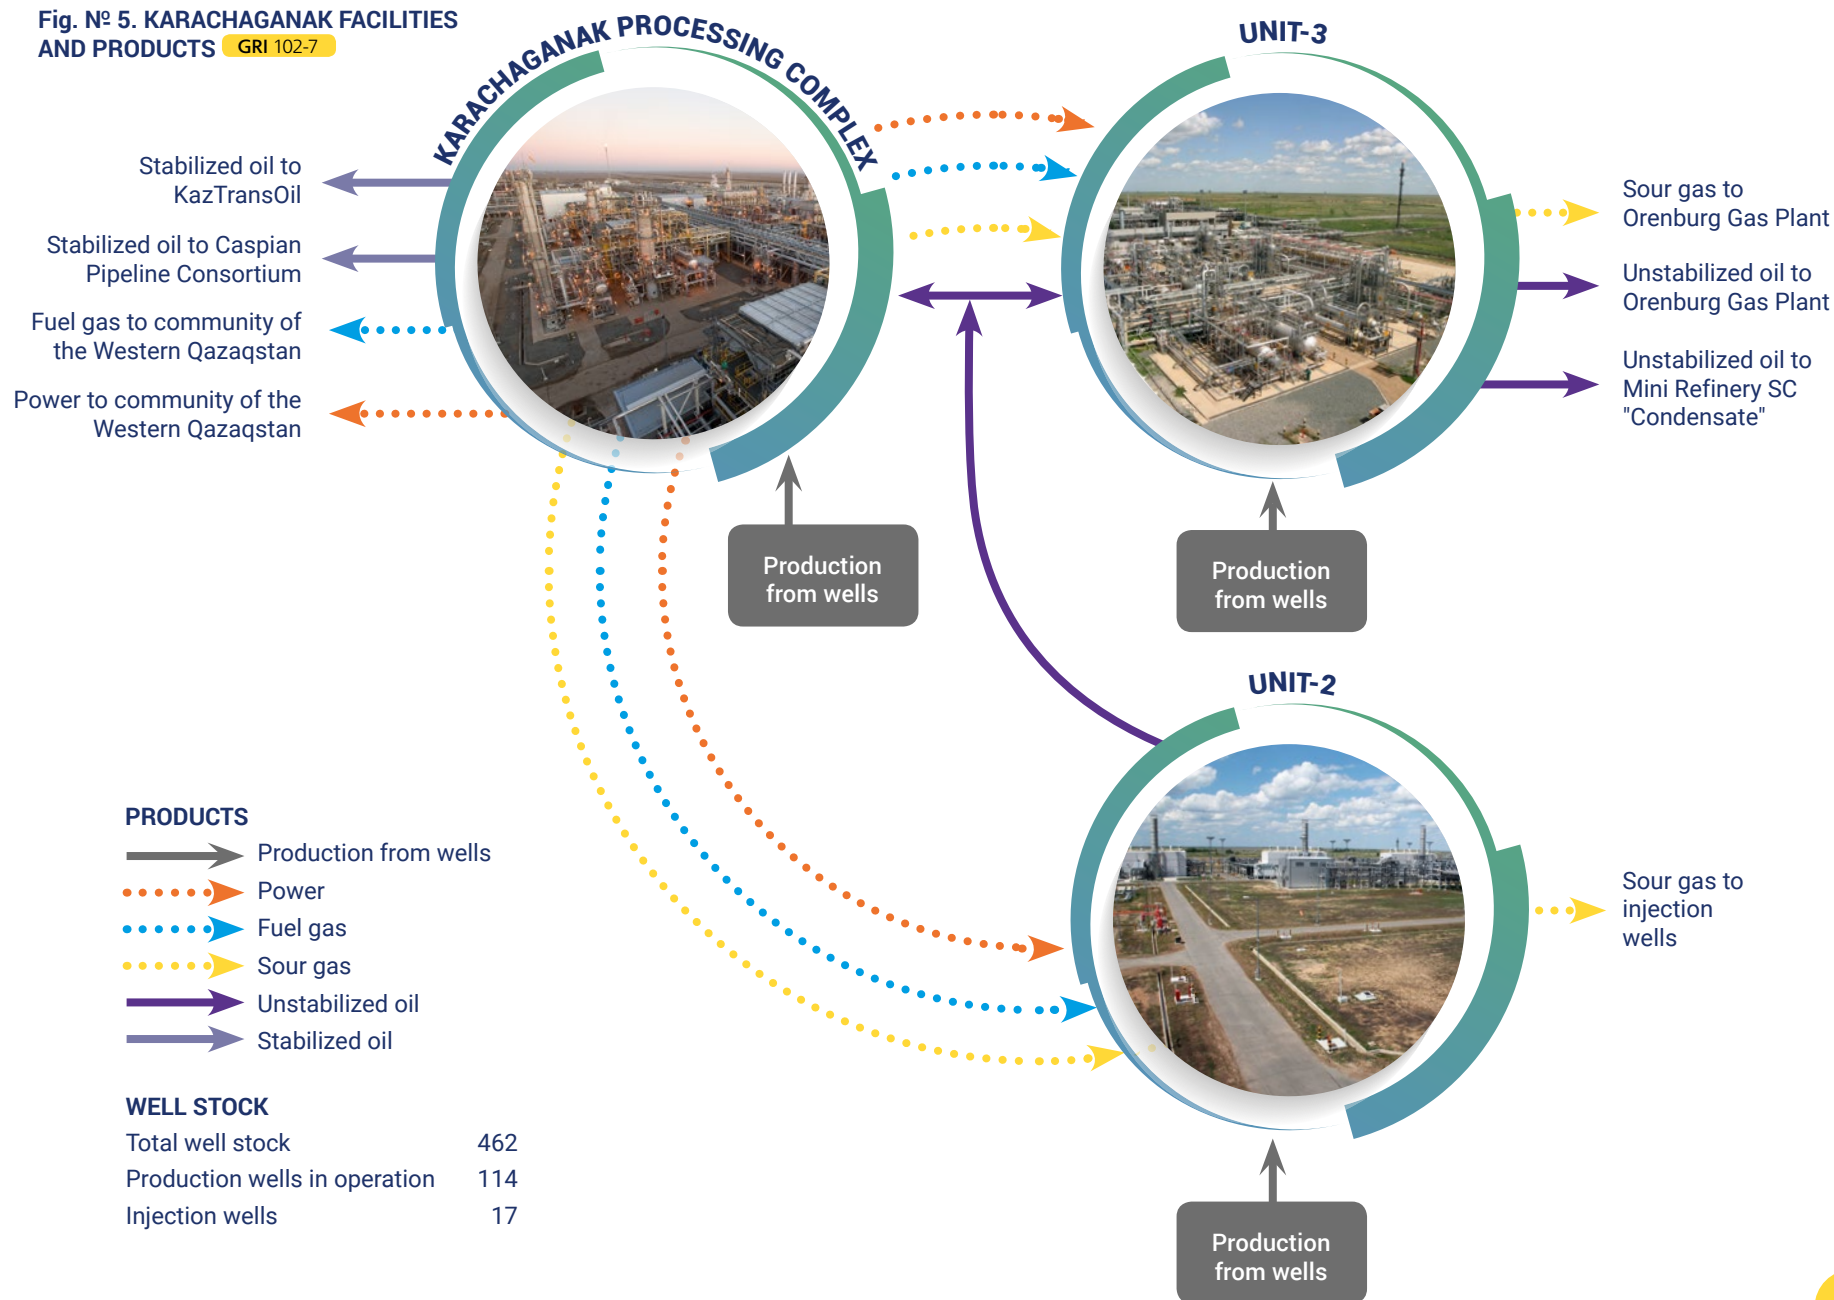 Fig. № 5. KARACHAGANAK FACILITIES
AND PRODUCTS GRI 102-7
KARACHAGANAK PROCESSING COMPLEX
UNIT-3
Stabilized oil to
KazTransOil
Stabilized oil to Caspian
Pipeline Consortium
Fuel gas to community of
the Western Qazaqstan
Power to community of the
Western Qazaqstan
Sour gas to
Orenburg Gas Plant
Unstabilized oil to
Orenburg Gas Plant
Unstabilized oil to
Mini Refinery SC
"Condensate"
Production
from wells
Production
from wells
UNIT-2
Sour gas to
injection
wells
Production
from wells
PRODUCTS
Production from wells
Power
Fuel gas
Sour gas
Unstabilized oil
Stabilized oil
WELL STOCK
Total well stock 462
Production wells in operation 114
Injection wells 17